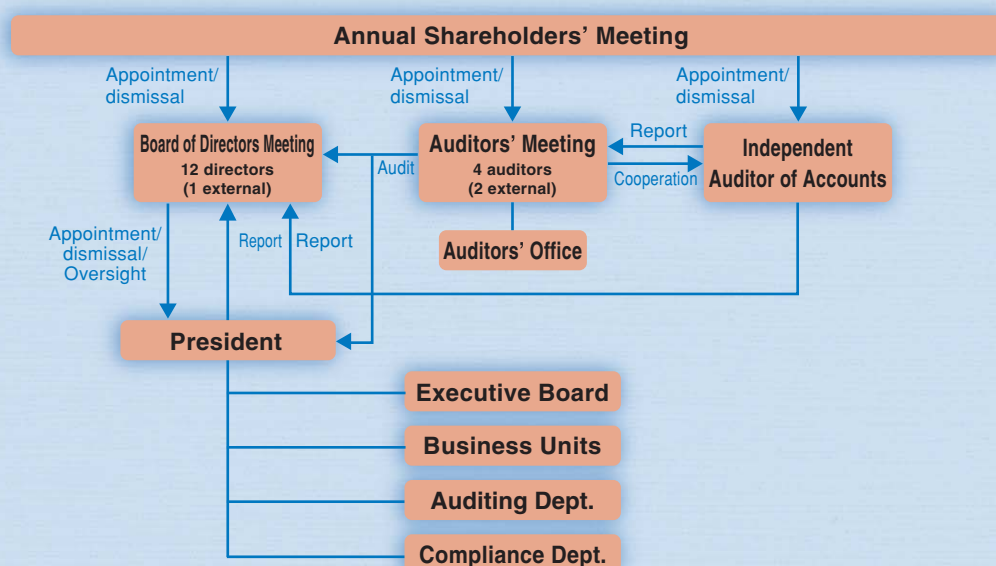 Annual Shareholders' Meeting
Appointment/
dismissal
Appointment/
dismissal
Appointment/
dismissal
Board of Directors Meeting
12 directors
(1 external)
Audit
Auditors' Meeting
4 auditors
(2 external)
Report
Cooperation
Independent
Auditor of Accounts
Appointment/
dismissal/
Oversight
Report
Report
Auditors' Office
President
Executive Board
Business Units
Auditing Dept.
Compliance Dept.